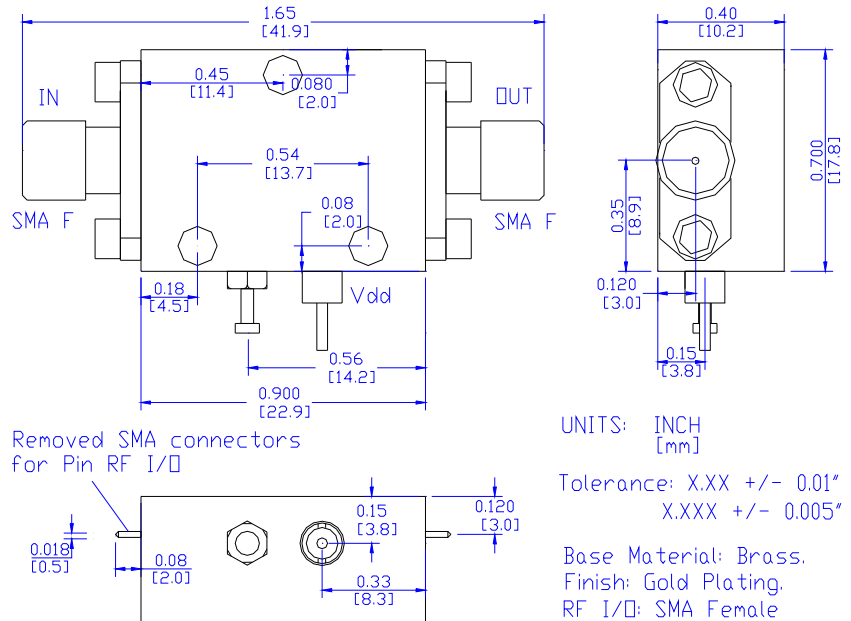 1.65
[41.9]
0.40
[10.2]
0.45
[11.4]
0.080
[2.0]
IN
OUT
0.54
[13.7]
0.700
[17.8]
0.08
[2.0]
0.35
[8.9]
SMA F
SMA F
0.18
[4.5]
Vdd
0.120
[3.0]
0.56
[14.2]
0.15
[3.8]
0.900
[22.9]
UNITS: INCH
[mm]
Removed SMA connectors
for Pin RF I/O
Tolerance: X.XX +/- 0.01"
X.XXX +/- 0.005"
0.15
[3.8]
0.120
[3.0]
0.018
[0.5]
0.08
[2.0]
0.33
[8.3]
Base Material: Brass.
Finish: Gold Plating.
RF I/O: SMA Female